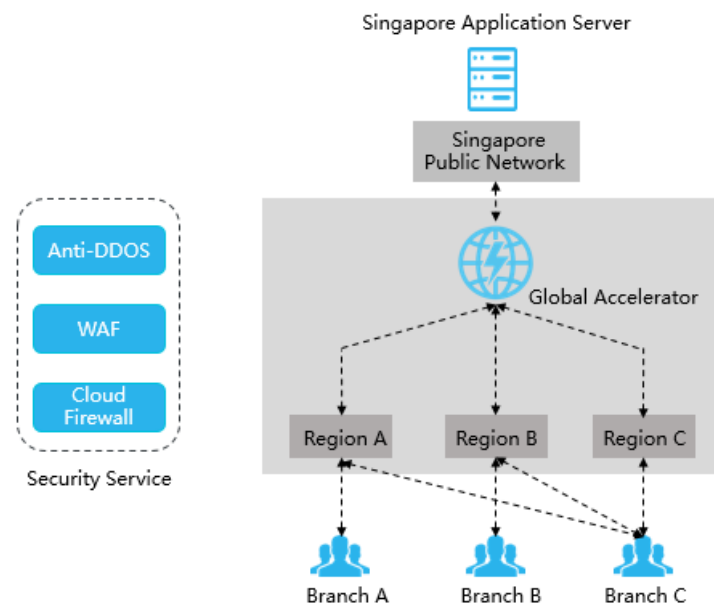 Singapore Application Server
Singapore
Public Network
Anti-DDOS
WAF
Cloud
Firewall
Security Service
Global Accelerator
Region A
Region B
Region C
Branch A
Branch B
Branch C